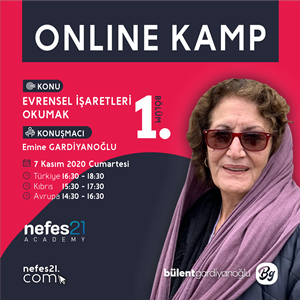 ONLINE KAMP
KONU
EVRENSEL İŞARETLERİ
OKUMAK
1.
BÖLÜM
KONUŞMACI
Emine GARDİYANOĞLU
7 Kasım 2020 Cumartesi
Türkiye 16:30 - 18:30
Kıbrıs 15:30 - 17:30
Avrupa 14:30 - 16:30
nefes21
ACADEMY
nefes21.
com
bülentgardiyanoğlu
Bg